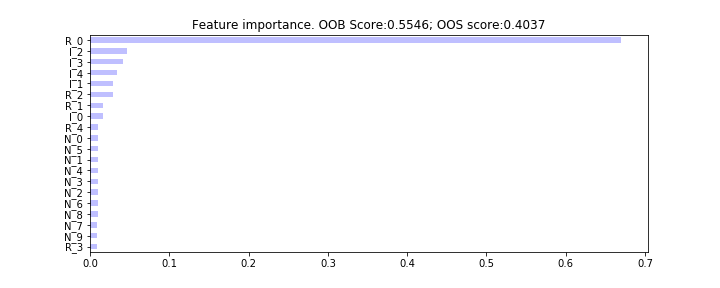 Feature importance. OOB Score:0.5546; OOS score:0.4037
R_0
I_2
I_3
I_4
I_1
R_2
R_1
I_0
R_4
N_0
N_5
N_1
N_4
N_3
N_2
N_6
N_8
N_7
N_9
R_3
0.0 0.1 0.2 0.3 0.4 0.5 0.6 0.7